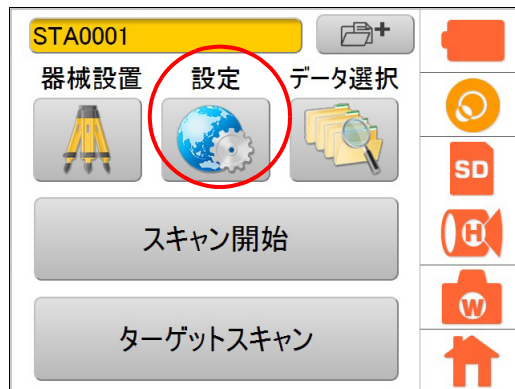 STA0001
器械設置 設定 データ選択
スキャン開始
ターゲットスキャン
SD
H
W